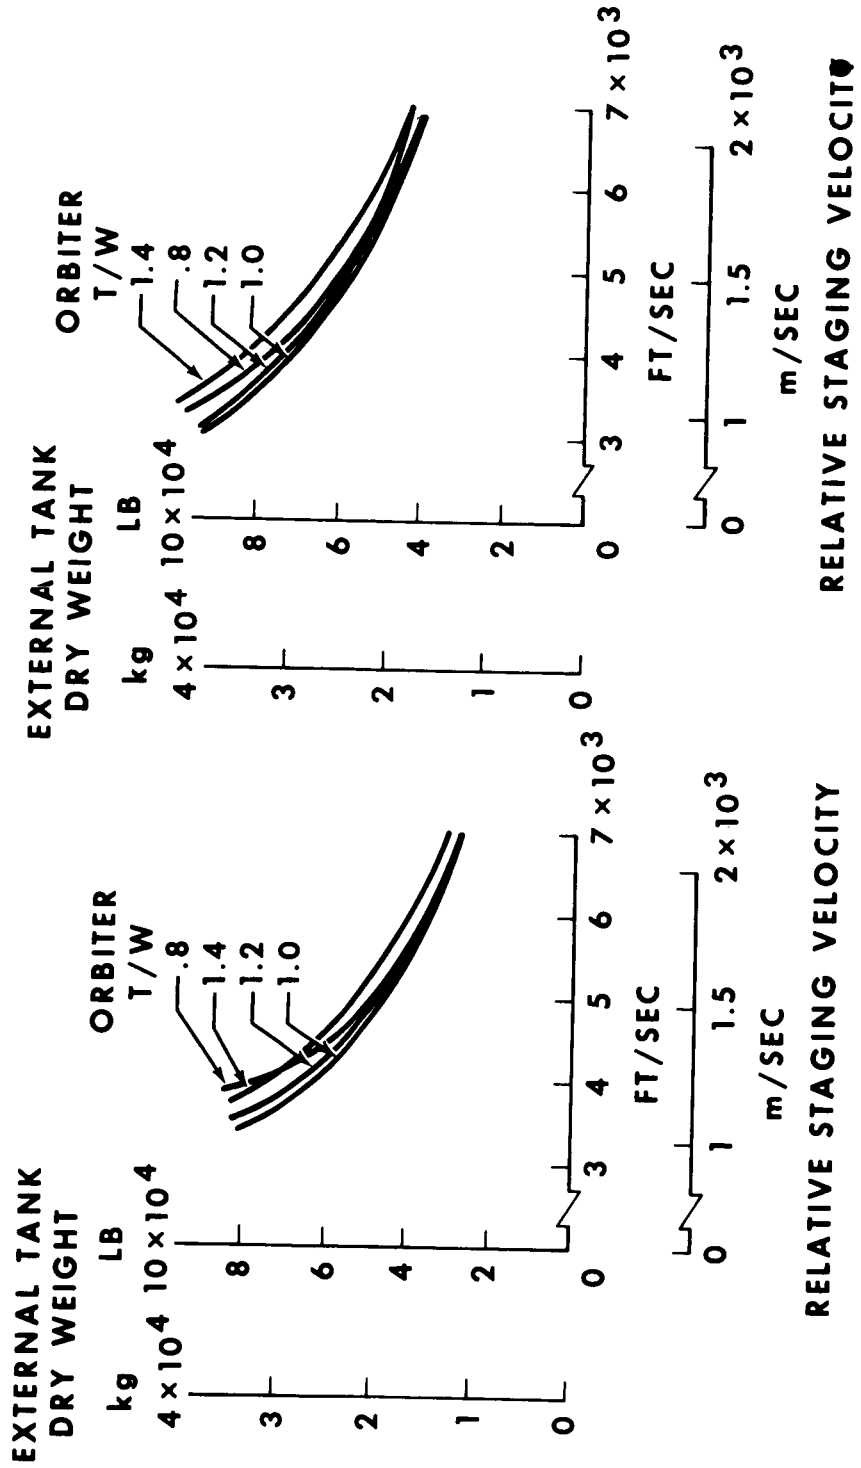 EXTERNAL TANK
DRY WEIGHT
kg LB
4 × 10⁴ 10 × 10⁴
3
2
1
0
8
6
4
2
0
ORBITER
T/W
.8
1.4
1.2
1.0
3 4 5 6 7 × 10³
FT/SEC
0 1 1.5 2 × 10³
m/SEC
RELATIVE STAGING VELOCITY
EXTERNAL TANK
DRY WEIGHT
kg LB
4 × 10⁴ 10 × 10⁴
3
2
1
0
8
6
4
2
0
ORBITER
T/W
1.4
.8
1.2
1.0
3 4 5 6 7 × 10³
FT/SEC
0 1 1.5 2 × 10³
m/SEC
RELATIVE STAGING VELOCITY